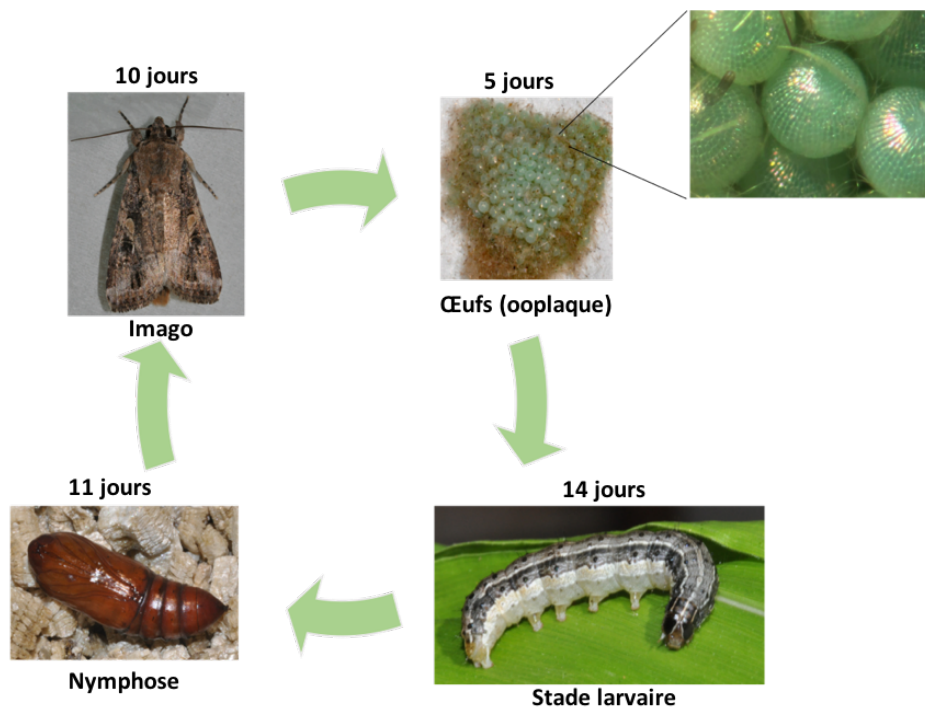 10 jours
Imago
5 jours
Œufs (ooplaque)
14 jours
Stade larvaire
11 jours
Nymphose